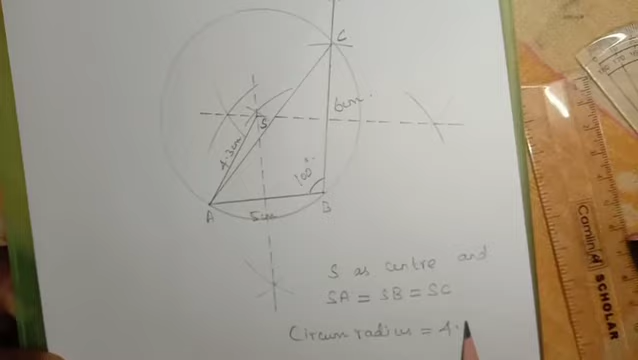 C
6cm.
S
4.3cm
100°
A
5cm
B
S as centre and
SA = SB = SC
Circum radius = 4.
Camlin
SCHOLAR